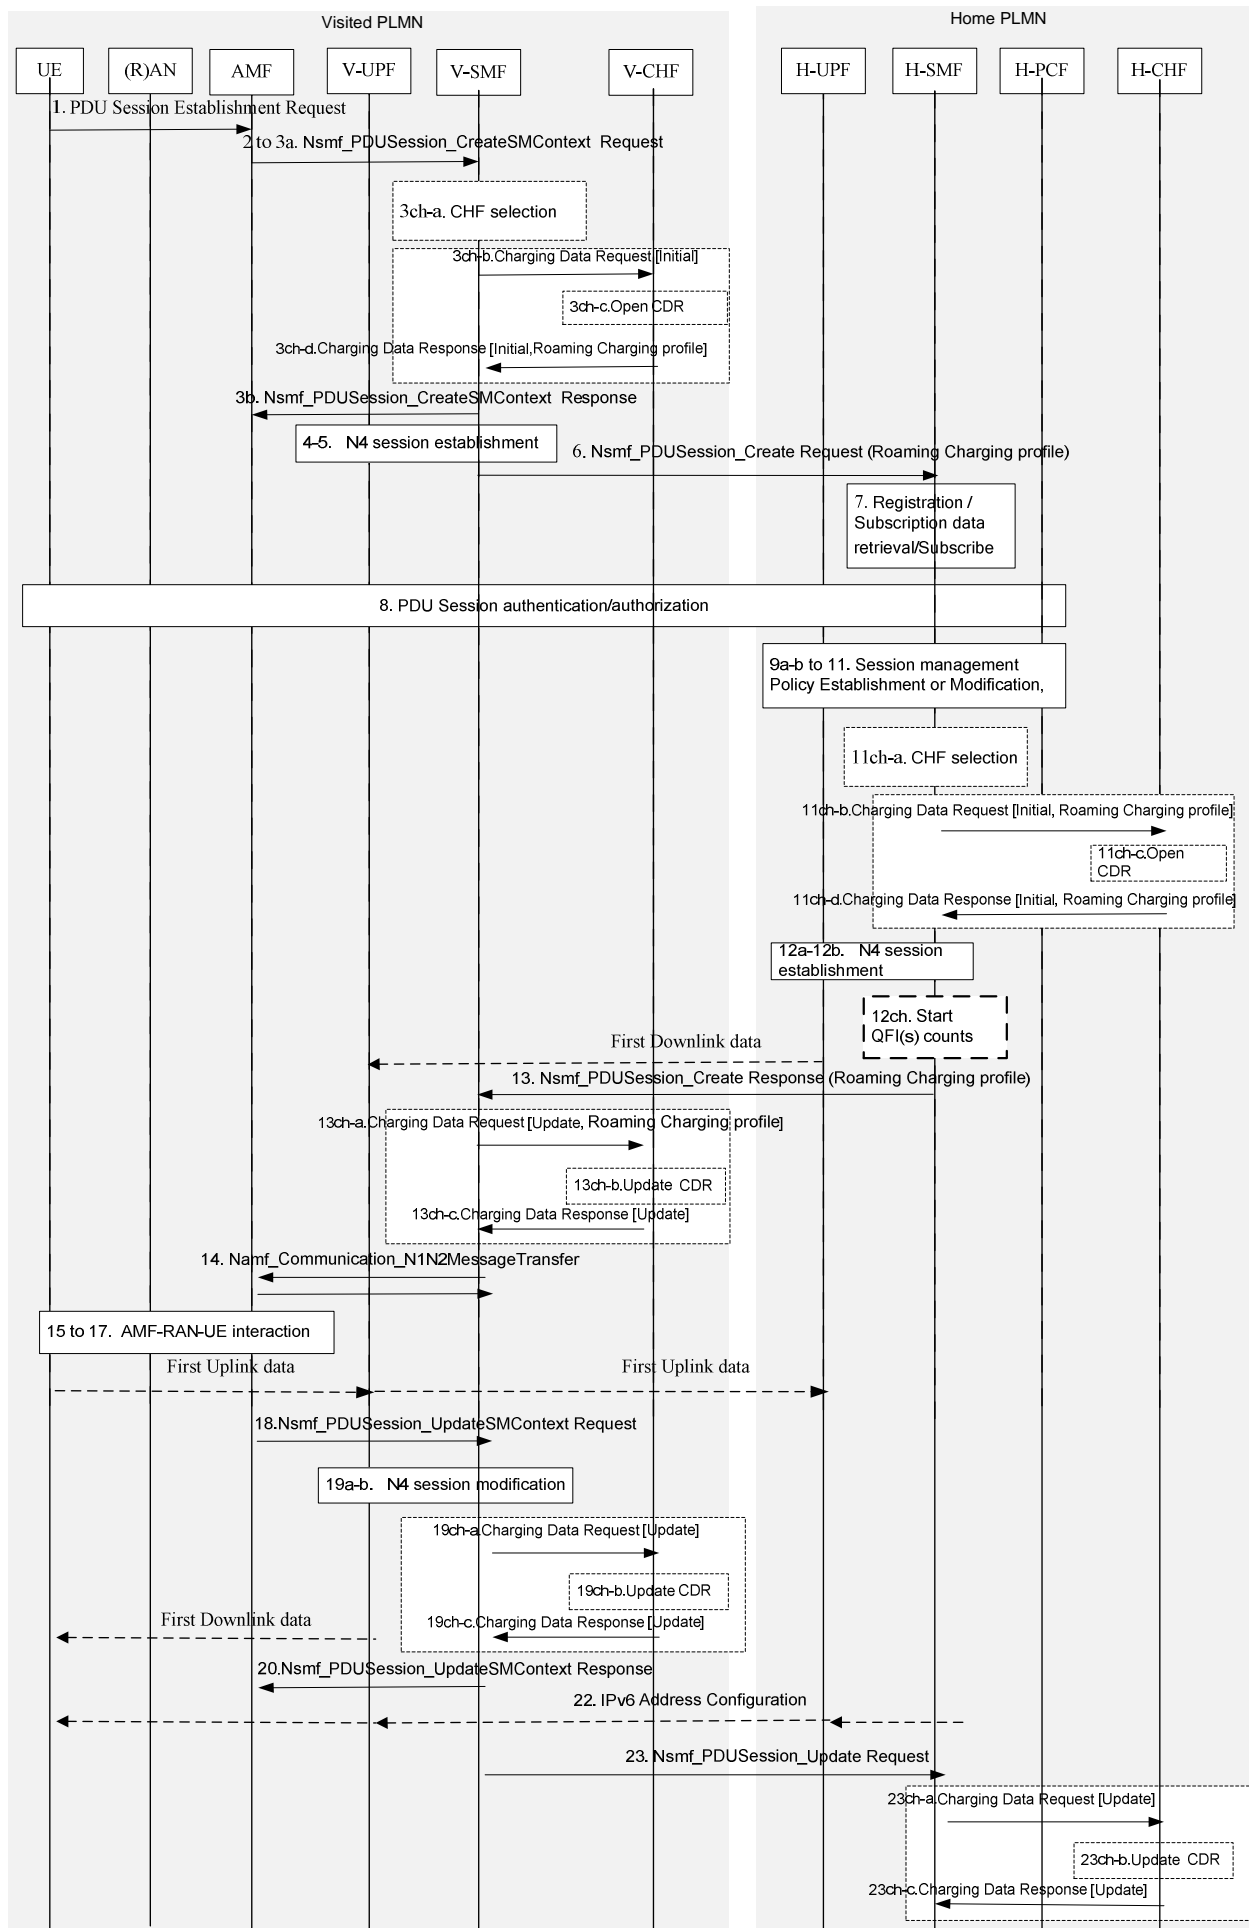 Visited PLMN
Home PLMN
UE
(R)AN
AMF
V-UPF
V-SMF
V-CHF
H-UPF
H-SMF
H-PCF
H-CHF
1. PDU Session Establishment Request
2 to 3a. Nsmf_PDUSession_CreateSMContext Request
3ch-a. CHF selection
3ch-b.Charging Data Request [Initial]
3ch-c.Open CDR
3ch-d.Charging Data Response [Initial,Roaming Charging profile]
3b. Nsmf_PDUSession_CreateSMContext Response
4-5. N4 session establishment
6. Nsmf_PDUSession_Create Request (Roaming Charging profile)
7. Registration /
Subscription data
retrieval/Subscribe
8. PDU Session authentication/authorization
9a-b to 11. Session management
Policy Establishment or Modification,
11ch-a. CHF selection
11ch-b.Charging Data Request [Initial, Roaming Charging profile]
11ch-c.Open
CDR
11ch-d.Charging Data Response [Initial, Roaming Charging profile]
12a-12b. N4 session
establishment
12ch. Start
QFI(s) counts
First Downlink data
13. Nsmf_PDUSession_Create Response (Roaming Charging profile)
13ch-a.Charging Data Request [Update, Roaming Charging profile]
13ch-b.Update CDR
13ch-c.Charging Data Response [Update]
14. Namf_Communication_N1N2MessageTransfer
15 to 17. AMF-RAN-UE interaction
First Uplink data
First Uplink data
18.Nsmf_PDUSession_UpdateSMContext Request
19a-b. N4 session modification
19ch-a.Charging Data Request [Update]
19ch-b.Update CDR
19ch-c.Charging Data Response [Update]
First Downlink data
20.Nsmf_PDUSession_UpdateSMContext Response
22. IPv6 Address Configuration
23. Nsmf_PDUSession_Update Request
23ch-a.Charging Data Request [Update]
23ch-b.Update CDR
23ch-c.Charging Data Response [Update]